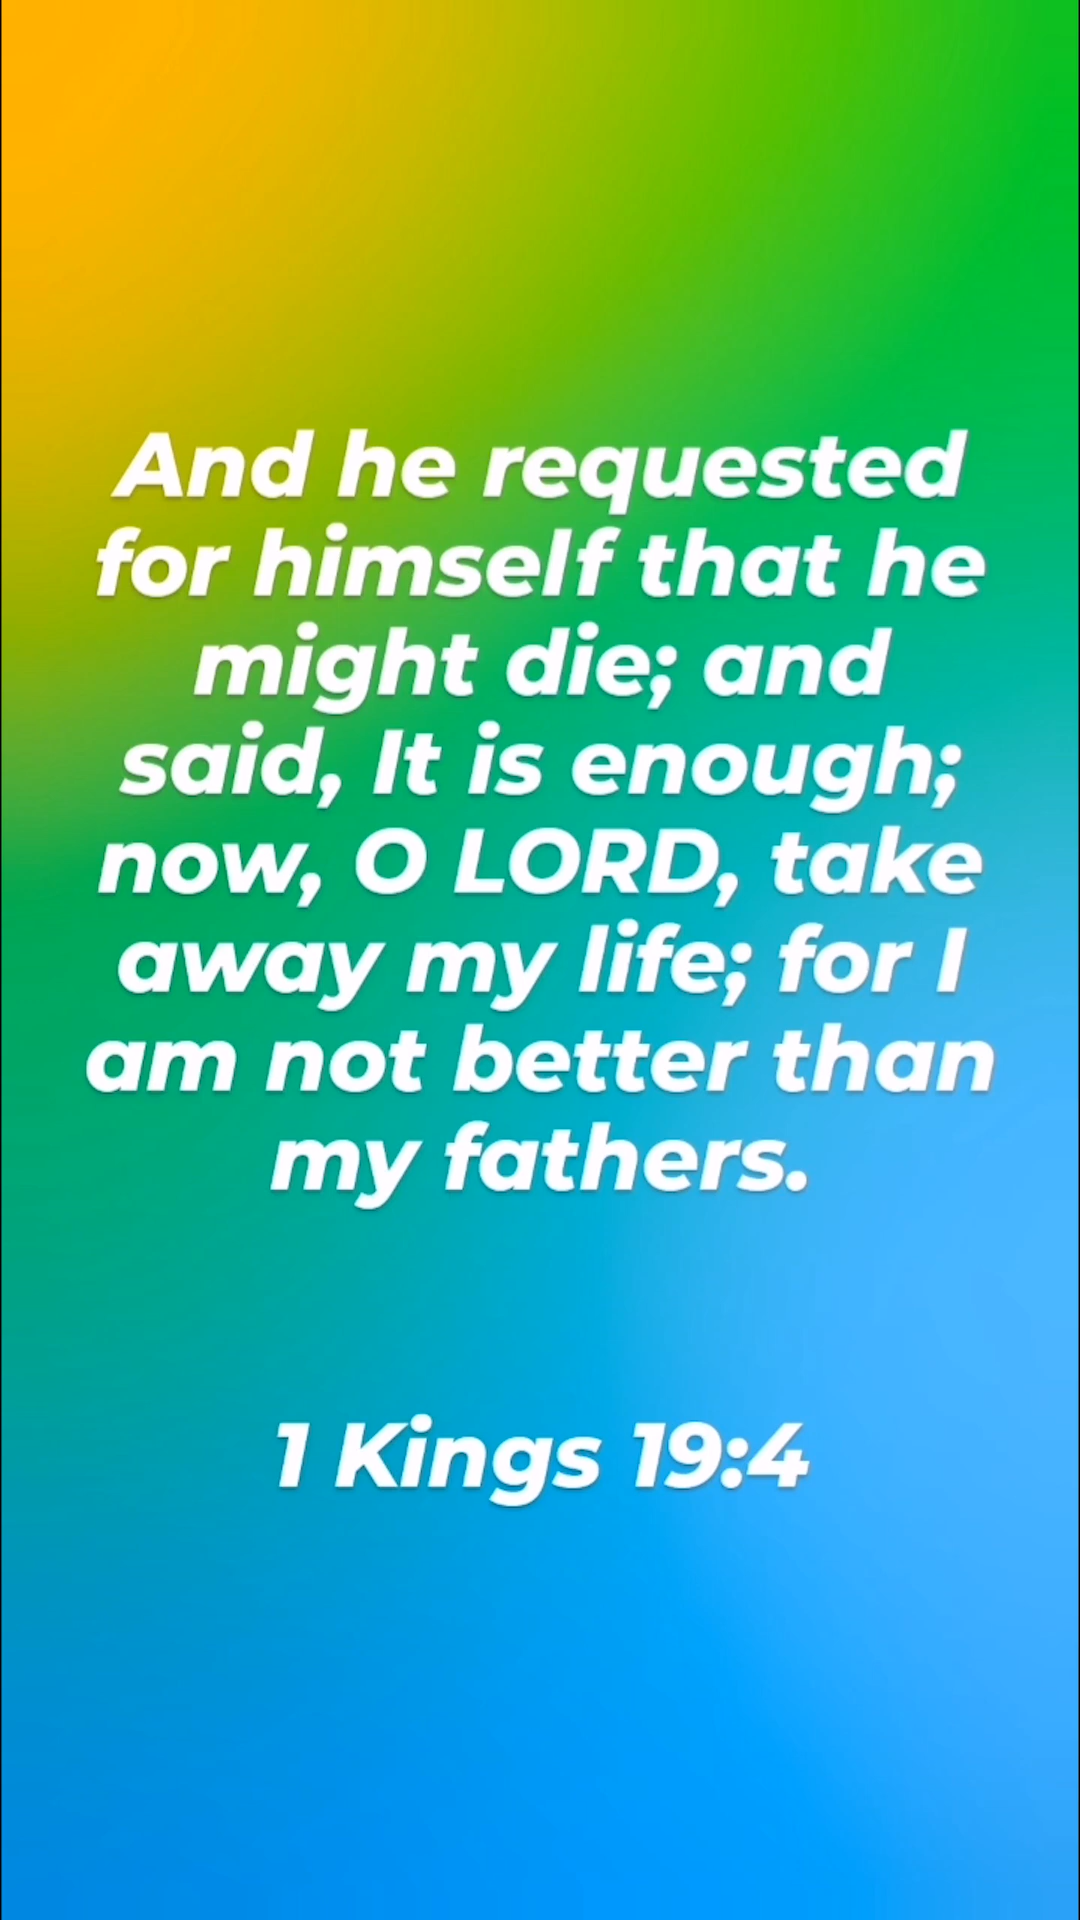 And he requested
for himself that he
might die; and
said, It is enough;
now, O LORD, take
away my life; for I
am not better than
my fathers.
1 Kings 19:4